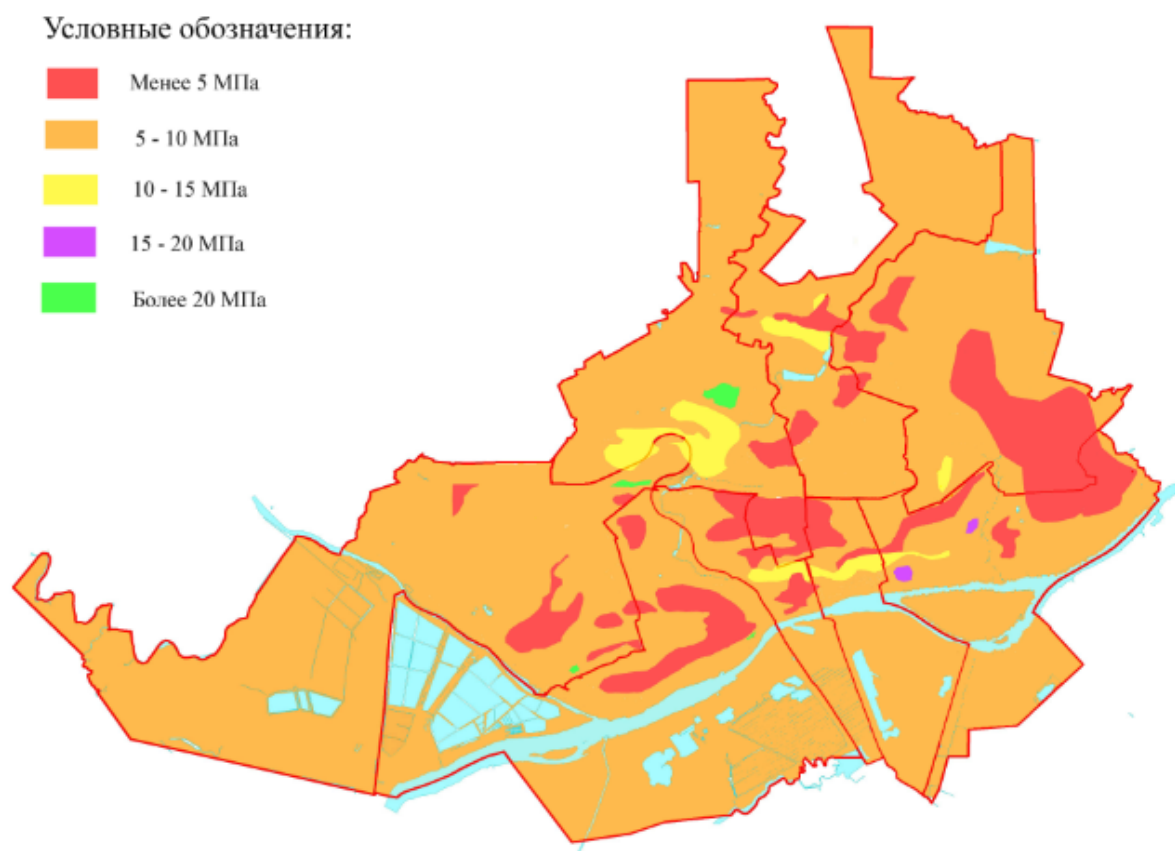 Условные обозначения:
Менее 5 МПа
5 - 10 МПа
10 - 15 МПа
15 - 20 МПа
Более 20 МПа